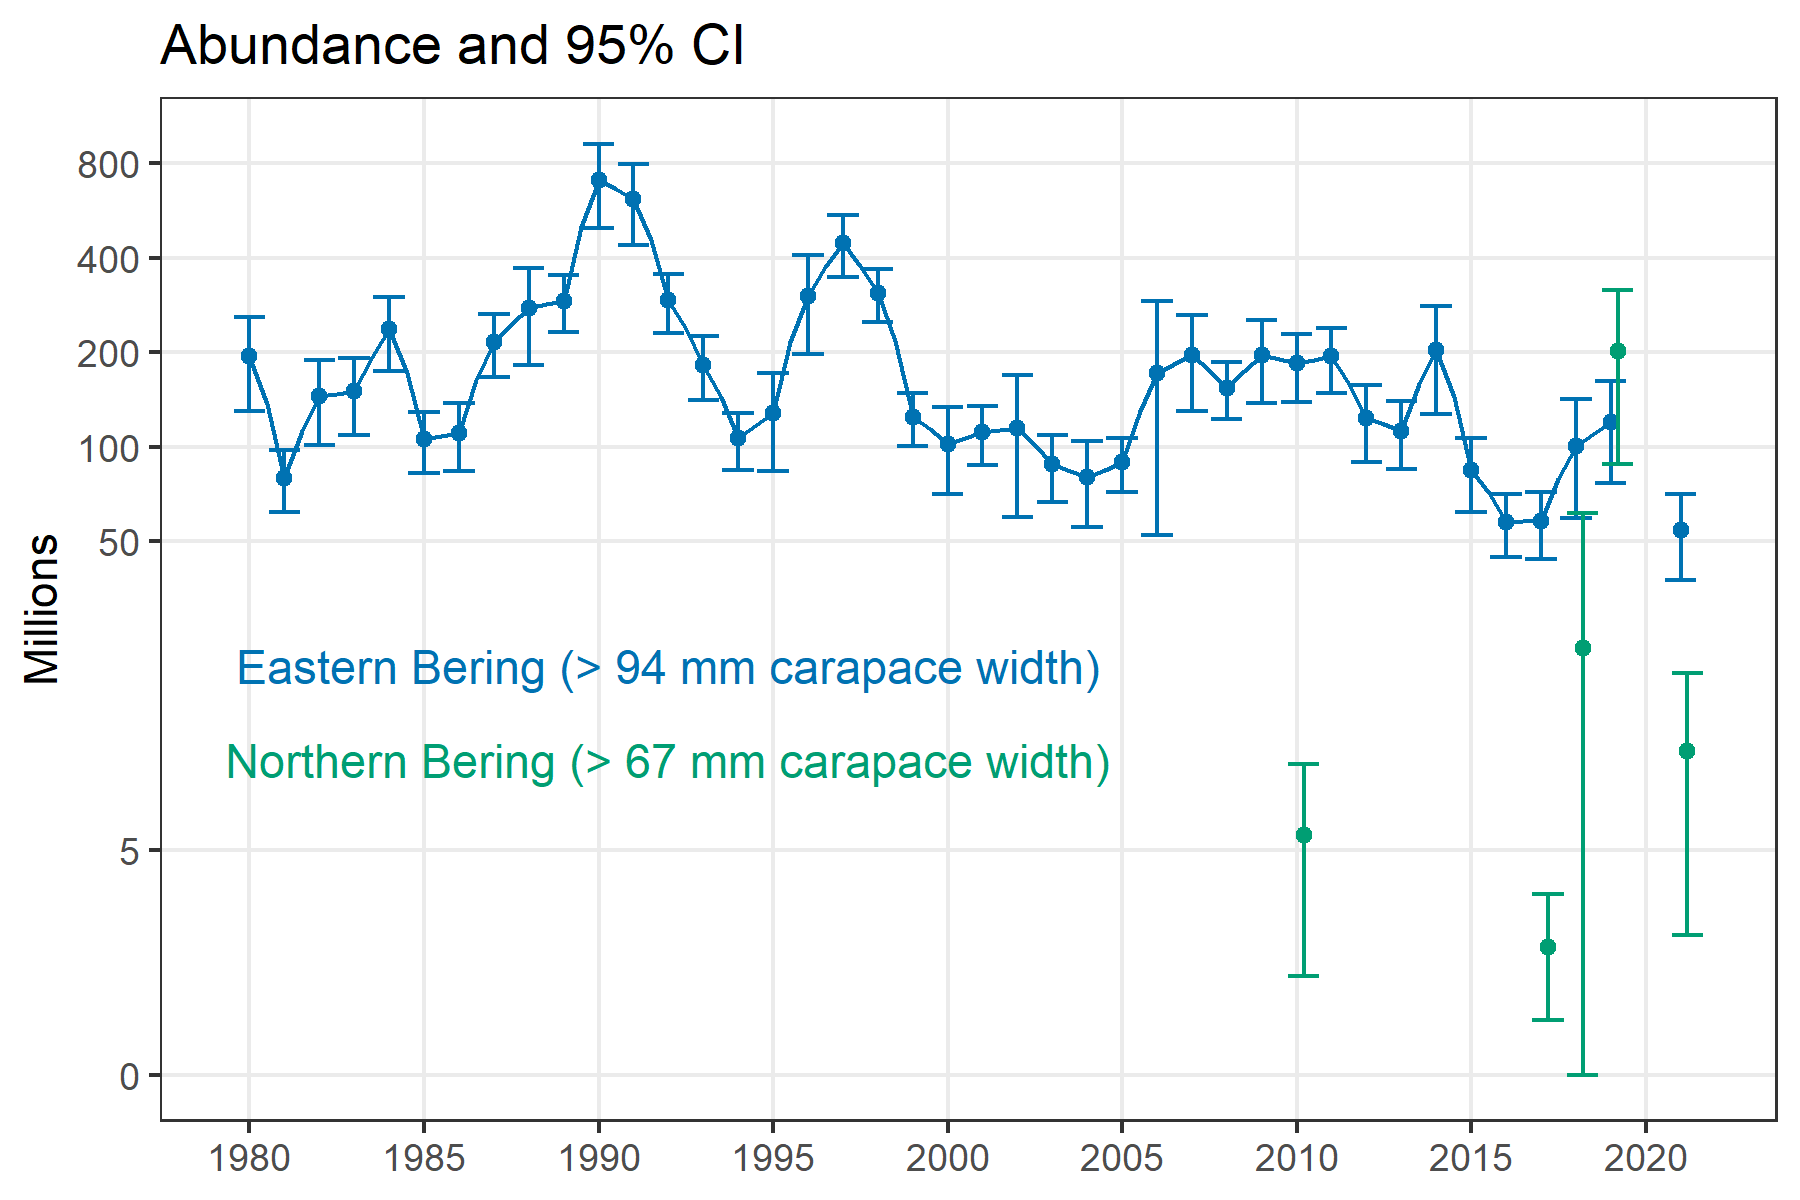 Abundance and 95% CI
800
400
200
100
50
5
0
Millions
Eastern Bering (> 94 mm carapace width)
Northern Bering (> 67 mm carapace width)
1980 1985 1990 1995 2000 2005 2010 2015 2020